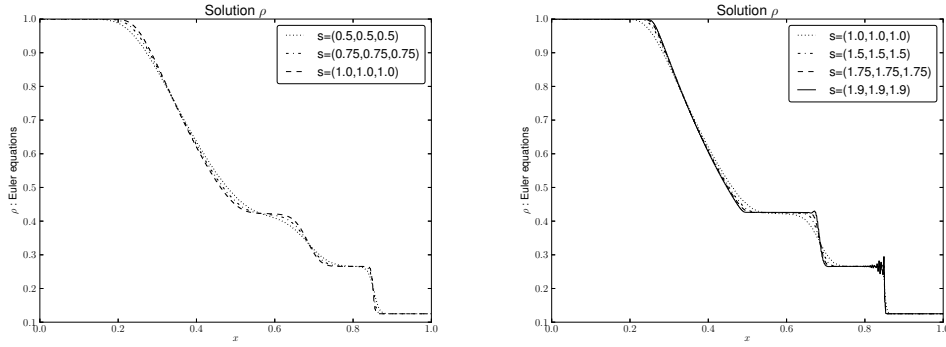 Solution ρ
s=(0.5,0.5,0.5)
s=(0.75,0.75,0.75)
s=(1.0,1.0,1.0)
ρ : Euler equations
1.0
0.9
0.8
0.7
0.6
0.5
0.4
0.3
0.2
0.1
0.0 0.2 0.4 0.6 0.8 1.0
x
Solution ρ
s=(1.0,1.0,1.0)
s=(1.5,1.5,1.5)
s=(1.75,1.75,1.75)
s=(1.9,1.9,1.9)
ρ : Euler equations
1.0
0.9
0.8
0.7
0.6
0.5
0.4
0.3
0.2
0.1
0.0 0.2 0.4 0.6 0.8 1.0
x